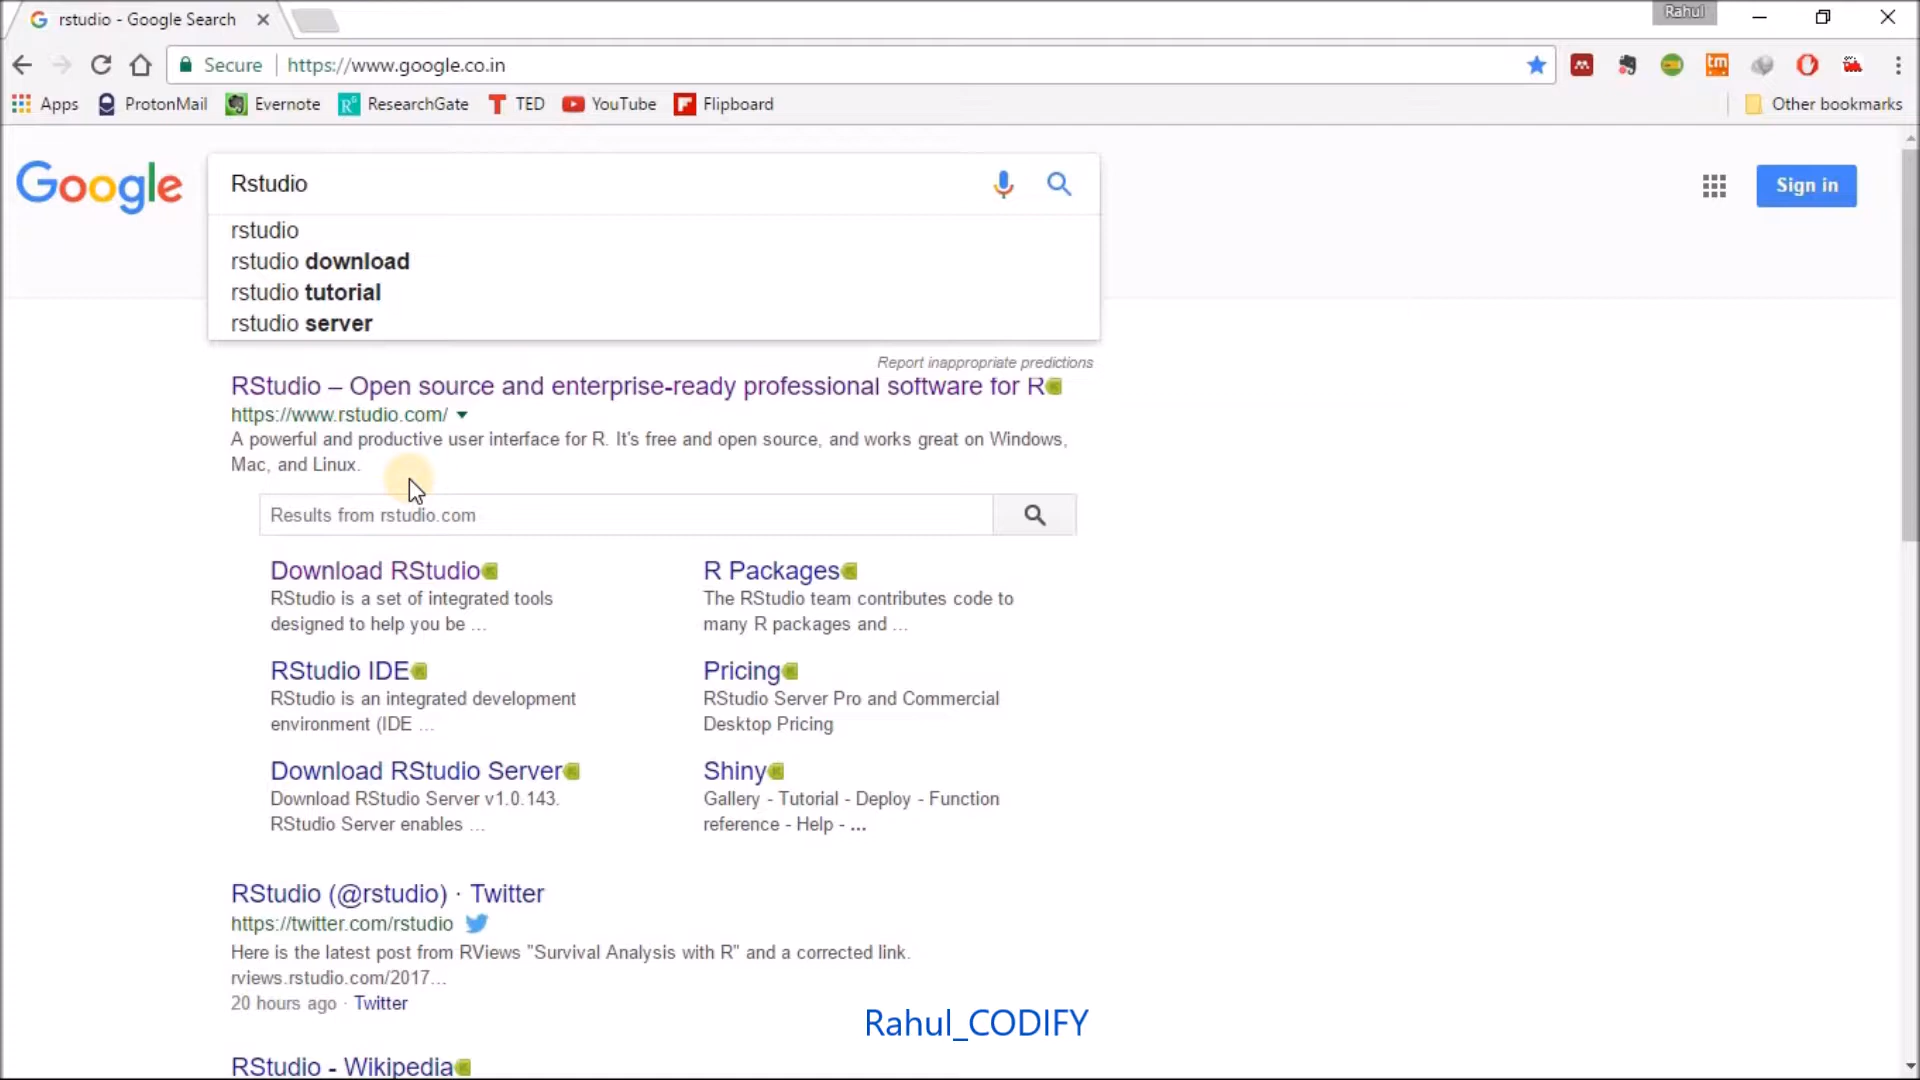 rstudio - Google Search
Rahul
Secure
https://www.google.co.in
tm
Apps
ProtonMail
Evernote
ResearchGate
TED
YouTube
Flipboard
Other bookmarks
Google
Rstudio
Sign in
rstudio
rstudio download
rstudio tutorial
rstudio server
Report inappropriate predictions
RStudio – Open source and enterprise-ready professional software for R
https://www.rstudio.com/
A powerful and productive user interface for R. It's free and open source, and works great on Windows,
Mac, and Linux.
Results from rstudio.com
Download RStudio
RStudio is a set of integrated tools
designed to help you be ...
R Packages
The RStudio team contributes code to
many R packages and ...
RStudio IDE
RStudio is an integrated development
environment (IDE ...
Pricing
RStudio Server Pro and Commercial
Desktop Pricing
Download RStudio Server
Download RStudio Server v1.0.143.
RStudio Server enables ...
Shiny
Gallery - Tutorial - Deploy - Function
reference - Help - ...
RStudio (@rstudio) · Twitter
https://twitter.com/rstudio
Here is the latest post from RViews "Survival Analysis with R" and a corrected link.
rviews.rstudio.com/2017...
20 hours ago · Twitter
Rahul_CODIFY
RStudio - Wikipedia